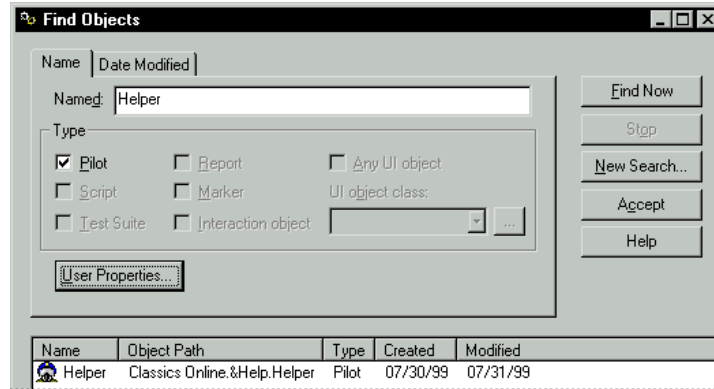 Find Objects
Name Date Modified
Named: Helper
Find Now
Type
Stop
Pilot Report Any UI object
New Search...
Script Marker UI object class:
Accept
Test Suite Interaction object ...
Help
User Properties...
Name Object Path Type Created Modified
Helper Classics Online.&Help.Helper Pilot 07/30/99 07/31/99